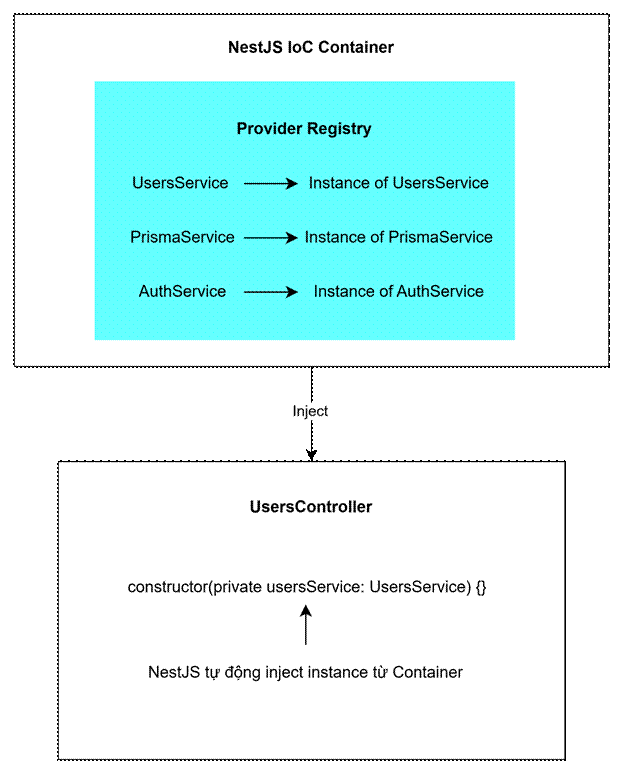 NestJS IoC Container
Provider Registry
UsersService Instance of UsersService
PrismaService Instance of PrismaService
AuthService Instance of AuthService
Inject
UsersController
constructor(private usersService: UsersService) {}
NestJS tự động inject instance từ Container